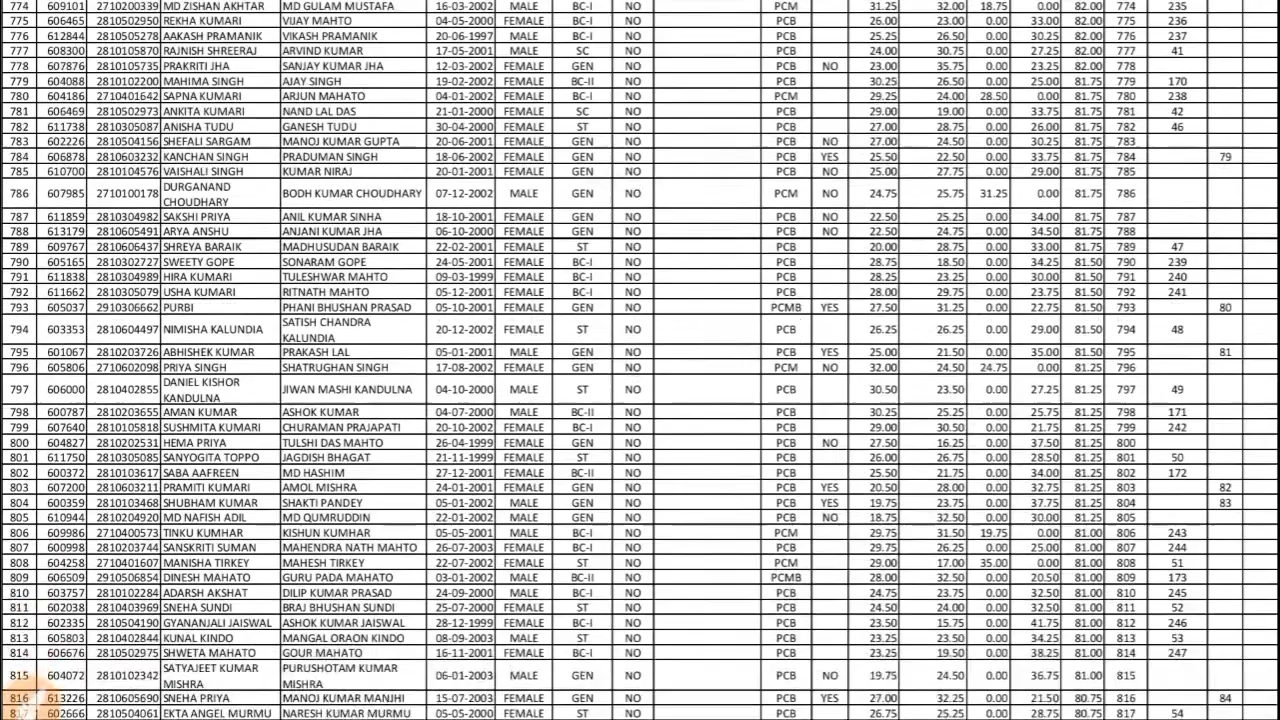 774 609101 2710200339 MD ZISHAN AKHTAR MD GULAM MUSTAFA 16-03-2002 MALE BC-I NO PCM 31.25 32.00 18.75 0.00 82.00 774 235
775 606435 2810502950 REKHA KUMARI VIJAY MAHTO 04-05-2000 FEMALE BC-I NO PCB 26.00 23.00 0.00 33.00 82.00 775 236
776 612844 2810505278 AAKASH PRAMANIK VIKASH PRAMANIK 20-06-1997 MALE BC-I NO PCB 25.25 26.50 0.00 30.25 82.00 776 237
777 608300 2810105870 RAJNISH SHREERAJ ARVIND KUMAR 17-05-2001 MALE SC NO PCB 24.00 30.75 0.00 27.25 82.00 777 41
778 607876 2810105735 PRAKRITI JHA SANJAY KUMAR JHA 12-03-2002 FEMALE GEN NO PCB NO 23.00 35.75 0.00 23.25 82.00 778
779 604088 2810102200 MAHIMA SINGH AJAY SINGH 19-02-2002 FEMALE BC-II NO PCB 30.25 26.50 0.00 25.00 81.75 779 170
780 604186 2710401642 SAPNA KUMARI ARJUN MAHATO 04-01-2002 FEMALE BC-I NO PCM 29.25 24.00 28.50 0.00 81.75 780 238
781 606469 2810502973 ANKITA KUMARI NAND LAL DAS 21-01-2000 FEMALE SC NO PCB 29.00 19.00 0.00 33.75 81.75 781 42
782 611738 2810305087 ANISHA TUDU GANESH TUDU 30-04-2000 FEMALE ST NO PCB 27.00 28.75 0.00 26.00 81.75 782 46
783 602226 2810504156 SHEFALI SARGAM MANOJ KUMAR GUPTA 20-06-2001 FEMALE GEN NO PCB NO 27.00 24.50 0.00 30.25 81.75 783
784 606878 2810603232 KANCHAN SINGH PRADUMAN SINGH 18-06-2002 FEMALE GEN NO PCB YES 25.50 22.50 0.00 33.75 81.75 784 79
785 610700 2810104576 VAISHALI SINGH KUMAR NIRAJ 20-01-2001 FEMALE GEN NO PCB NO 25.00 27.75 0.00 29.00 81.75 785
786 607985 2710100178 DURGANAND CHOUDHARY BODH KUMAR CHOUDHARY 07-12-2002 MALE GEN NO PCM NO 24.75 25.75 31.25 0.00 81.75 786
787 611859 2810304982 SAKSHI PRIYA ANIL KUMAR SINHA 18-10-2001 FEMALE GEN NO PCB NO 22.50 25.25 0.00 34.00 81.75 787
788 613179 2810605491 ARYA ANSHU ANJANI KUMAR JHA 06-10-2000 FEMALE GEN NO PCB NO 22.50 24.75 0.00 34.50 81.75 788
789 609767 2810606437 SHREYA BARAIK MADHUSUDAN BARAIK 22-02-2001 FEMALE ST NO PCB 20.00 28.75 0.00 33.00 81.75 789 47
790 605165 2810302727 SWEETY GOPE SONARAM GOPE 24-05-2001 FEMALE BC-I NO PCB 28.75 18.50 0.00 34.25 81.50 790 239
791 611838 2810304989 HIRA KUMARI TULESHWAR MAHTO 09-03-1999 FEMALE BC-I NO PCB 28.25 23.25 0.00 30.00 81.50 791 240
792 611662 2810305079 USHA KUMARI RITNATH MAHTO 05-12-2001 FEMALE BC-I NO PCB 28.00 29.75 0.00 23.75 81.50 792 241
793 605037 2910306662 PURBI PHANI BHUSHAN PRASAD 05-10-2001 FEMALE GEN NO PCMB YES 27.50 31.25 0.00 22.75 81.50 793 80
794 603353 2810604497 NIMISHA KALUNDIA SATISH CHANDRA KALUNDIA 20-12-2002 FEMALE ST NO PCB 26.25 26.25 0.00 29.00 81.50 794 48
795 601067 2810203726 ABHISHEK KUMAR PRAKASH LAL 05-01-2001 MALE GEN NO PCB YES 25.00 21.50 0.00 35.00 81.50 795 81
796 605806 2710602098 PRIYA SINGH SHATRUGHAN SINGH 17-08-2002 FEMALE GEN NO PCM NO 32.00 24.50 24.75 0.00 81.25 796
797 606000 2810402855 DANIEL KISHOR KANDULNA JIWAN MASHI KANDULNA 04-10-2000 MALE ST NO PCB 30.50 23.50 0.00 27.25 81.25 797 49
798 600787 2810203655 AMAN KUMAR ASHOK KUMAR 04-07-2000 MALE BC-II NO PCB 30.25 25.25 0.00 25.75 81.25 798 171
799 607640 2810105818 SUSHMITA KUMARI CHURAMAN PRAJAPATI 20-10-2002 FEMALE BC-I NO PCB 29.00 30.50 0.00 21.75 81.25 799 242
800 604827 2810202531 HEMA PRIYA TULSHI DAS MAHTO 26-04-1999 FEMALE GEN NO PCB NO 27.50 16.25 0.00 37.50 81.25 800
801 611750 2810305085 SANYOGITA TOPPO JAGDISH BHAGAT 21-11-1999 FEMALE ST NO PCB 26.00 26.75 0.00 28.50 81.25 801 50
802 600372 2810103617 SABA AAFREEN MD HASHIM 27-12-2001 FEMALE BC-II NO PCB 25.50 21.75 0.00 34.00 81.25 802 172
803 607200 2810603211 PRAMITI KUMARI AMOL MISHRA 24-01-2001 FEMALE GEN NO PCB YES 20.50 28.00 0.00 32.75 81.25 803 82
804 600359 2810103468 SHUBHAM KUMAR SHAKTI PANDEY 05-01-2002 MALE GEN NO PCB YES 19.75 23.75 0.00 37.75 81.25 804 83
805 610944 2810204920 MD NAFISH ADIL MD QUMRUDDIN 22-01-2002 MALE GEN NO PCB NO 18.75 32.50 0.00 30.00 81.25 805
806 609986 2710400573 TINKU KUMHAR KISHUN KUMHAR 05-05-2001 MALE BC-I NO PCM 29.75 31.50 19.75 0.00 81.00 806 243
807 600998 2810203744 SANSKRITI SUMAN MAHENDRA NATH MAHTO 26-07-2003 FEMALE BC-I NO PCB 29.75 26.25 0.00 25.00 81.00 807 244
808 604258 2710401607 MANISHA TIRKEY MAHESH TIRKEY 22-07-2002 FEMALE ST NO PCM 29.00 17.00 35.00 0.00 81.00 808 51
809 606509 2910506854 DINESH MAHATO GURU PADA MAHATO 03-01-2002 MALE BC-II NO PCMB 28.00 32.50 0.00 20.50 81.00 809 173
810 603757 2810102284 ADARSH AKSHAT DILIP KUMAR PRASAD 24-09-2000 MALE BC-I NO PCB 24.75 23.75 0.00 32.50 81.00 810 245
811 602038 2810403969 SNEHA SUNDI BRAJ BHUSHAN SUNDI 25-07-2000 FEMALE ST NO PCB 24.50 24.00 0.00 32.50 81.00 811 52
812 602335 2810504190 GYANANJALI JAISWAL ASHOK KUMAR JAISWAL 28-12-1999 FEMALE BC-I NO PCB 23.50 15.75 0.00 41.75 81.00 812 246
813 605803 2810402844 KUNAL KINDO MANGAL ORAON KINDO 08-09-2003 MALE ST NO PCB 23.25 23.50 0.00 34.25 81.00 813 53
814 606676 2810502975 SHWETA MAHATO GOUR MAHATO 16-11-2001 FEMALE BC-I NO PCB 23.25 19.50 0.00 38.25 81.00 814 247
815 604072 2810102342 SATYAJEET KUMAR MISHRA PURUSHOTAM KUMAR MISHRA 06-01-2003 MALE GEN NO PCB NO 19.75 24.50 0.00 36.75 81.00 815
816 613226 2810605690 SNEHA PRIYA MANOJ KUMAR MANJHI 15-07-2003 FEMALE GEN NO PCB YES 27.00 32.25 0.00 21.50 80.75 816 84
817 602666 2810504061 EKTA ANGEL MURMU NARESH KUMAR MURMU 05-05-2000 FEMALE ST NO PCB 26.75 25.25 0.00 28.75 80.75 817 54